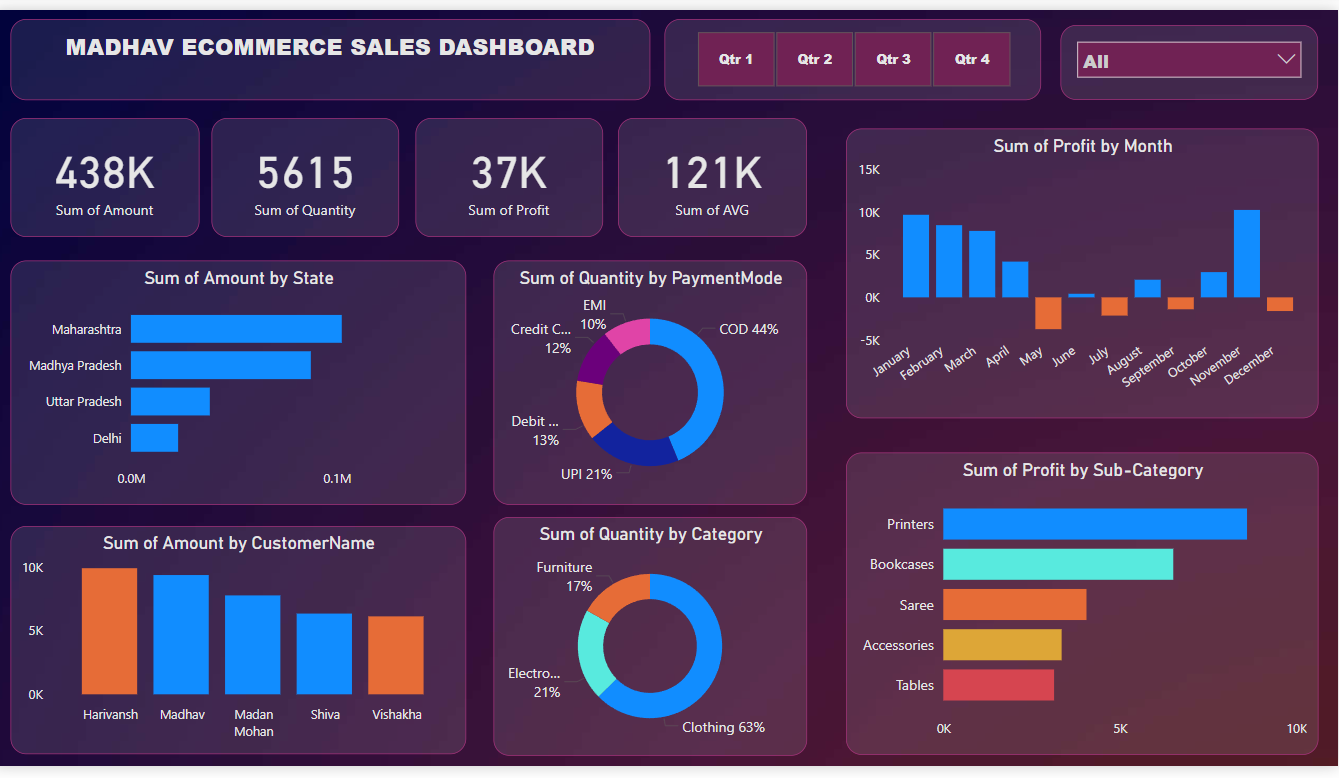 MADHAV ECOMMERCE SALES DASHBOARD
Qtr 1
Qtr 2
Qtr 3
Qtr 4
All
438K
Sum of Amount
5615
Sum of Quantity
37K
Sum of Profit
121K
Sum of AVG
Sum of Profit by Month
15K
10K
5K
0K
-5K
January
February
March
April
May
June
July
August
September
October
November
December
Sum of Amount by State
Maharashtra
Madhya Pradesh
Uttar Pradesh
Delhi
0.0M
0.1M
Sum of Quantity by PaymentMode
EMI
10%
Credit C...
12%
COD 44%
Debit ...
13%
UPI 21%
Sum of Profit by Sub-Category
Printers
Bookcases
Saree
Accessories
Tables
0K
5K
10K
Sum of Amount by CustomerName
10K
5K
0K
Harivansh
Madhav
Madan
Mohan
Shiva
Vishakha
Sum of Quantity by Category
Furniture
17%
Electro...
21%
Clothing 63%